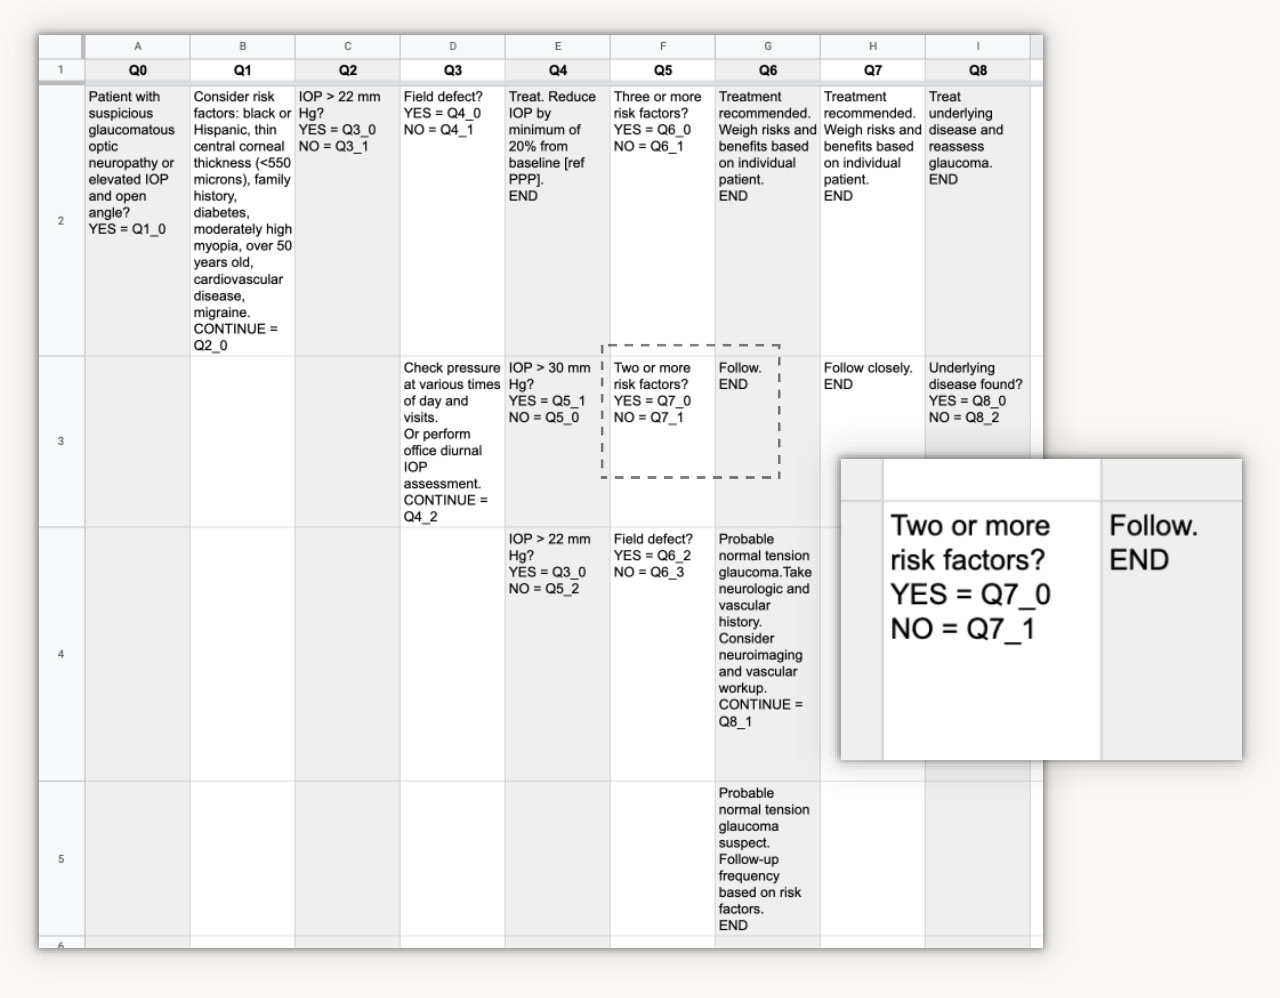 A B C D E F G H I
1 Q0 Q1 Q2 Q3 Q4 Q5 Q6 Q7 Q8
2
Patient with
suspicious
glaucomatous
optic
neuropathy or
elevated IOP
and open
angle?
YES = Q1_0
Consider risk
factors: black or
Hispanic, thin
central corneal
thickness (<550
microns), family
history,
diabetes,
moderately high
myopia, over 50
years old,
cardiovascular
disease,
migraine.
CONTINUE =
Q2_0
IOP > 22 mm
Hg?
YES = Q3_0
NO = Q3_1
Field defect?
YES = Q4_0
NO = Q4_1
Treat. Reduce
IOP by
minimum of
20% from
baseline [ref
PPP].
END
Three or more
risk factors?
YES = Q6_0
NO = Q6_1
Treatment
recommended.
Weigh risks and
benefits based
on individual
patient.
END
Treatment
recommended.
Weigh risks and
benefits based
on individual
patient.
END
Treat
underlying
disease and
reassess
glaucoma.
END
3
Check pressure
at various times
of day and
visits.
Or perform
office diurnal
IOP
assessment.
CONTINUE =
Q4_2
IOP > 30 mm
Hg?
YES = Q5_1
NO = Q5_0
Two or more
risk factors?
YES = Q7_0
NO = Q7_1
Follow.
END
Follow closely.
END
Underlying
disease found?
YES = Q8_0
NO = Q8_2
4
IOP > 22 mm
Hg?
YES = Q3_0
NO = Q5_2
Field defect?
YES = Q6_2
NO = Q6_3
Probable
normal tension
glaucoma.Take
neurologic and
vascular
history.
Consider
neuroimaging
and vascular
workup.
CONTINUE =
Q8_1
5
Probable
normal tension
glaucoma
suspect.
Follow-up
frequency
based on risk
factors.
END
6
Two or more
risk factors?
YES = Q7_0
NO = Q7_1
Follow.
END